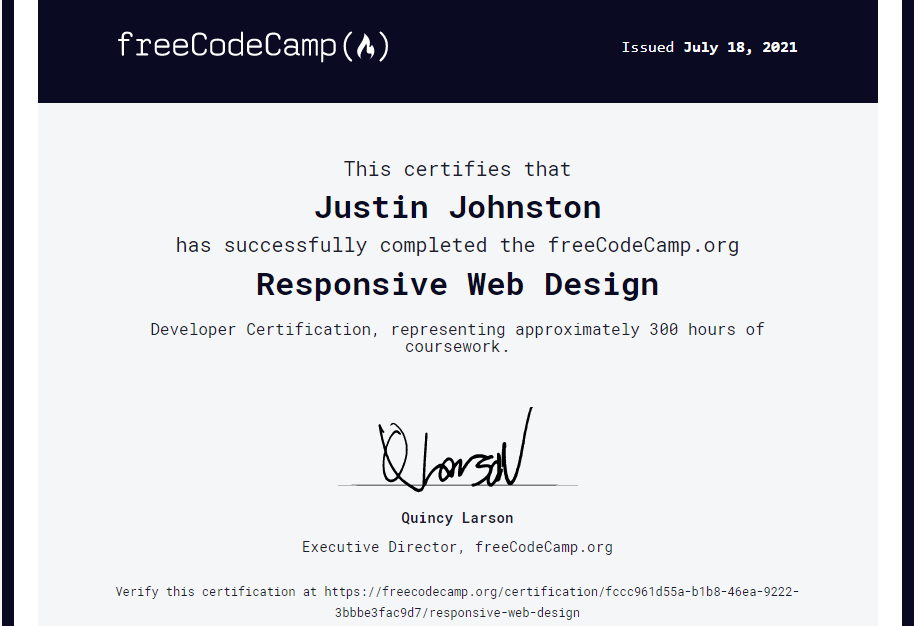 freeCodeCamp(🔥)
Issued July 18, 2021
This certifies that
Justin Johnston
has successfully completed the freeCodeCamp.org
Responsive Web Design
Developer Certification, representing approximately 300 hours of
coursework.
QLarson
Quincy Larson
Executive Director, freeCodeCamp.org
Verify this certification at https://freecodecamp.org/certification/fccc961d55a-b1b8-46ea-9222-
3bbbe3fac9d7/responsive-web-design